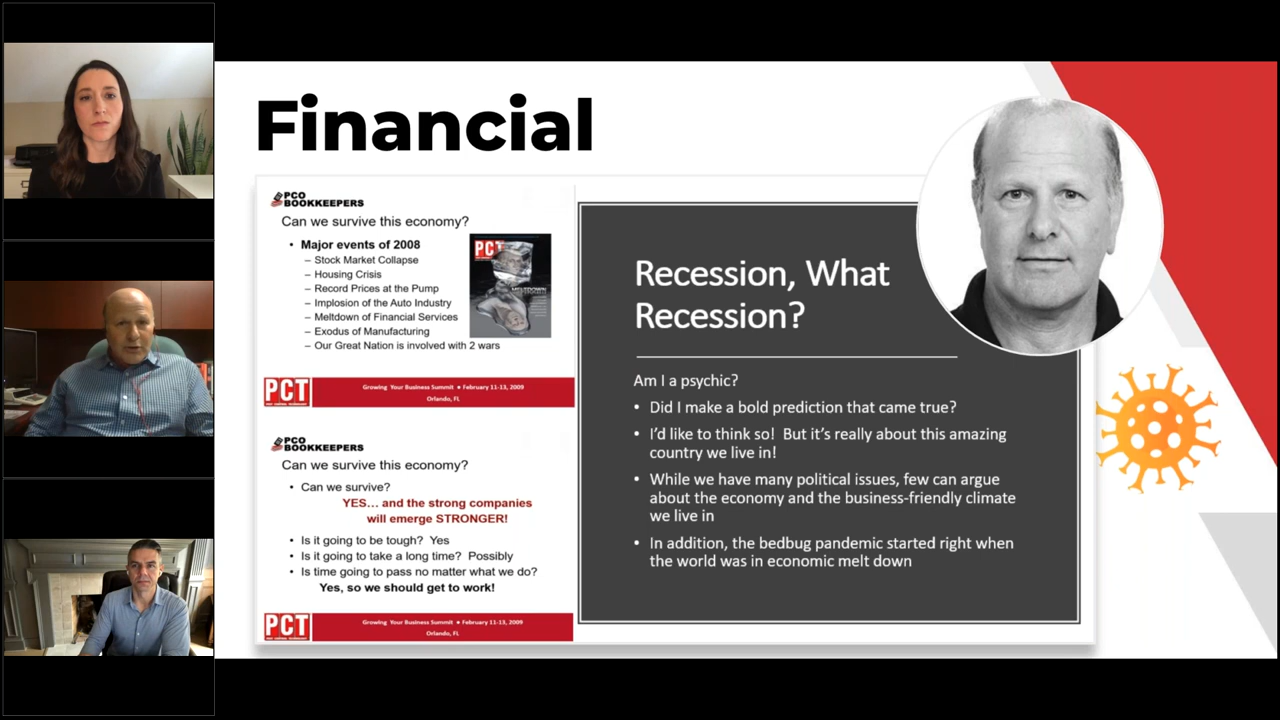 Financial
PCO
BOOKKEEPERS
Can we survive this economy?
• Major events of 2008
– Stock Market Collapse
– Housing Crisis
– Record Prices at the Pump
– Implosion of the Auto Industry
– Meltdown of Financial Services
– Exodus of Manufacturing
– Our Great Nation is involved with 2 wars
PCT
MELTDOWN
PCT
Growing Your Business Summit • February 11-13, 2009
Orlando, FL
PCO
BOOKKEEPERS
Can we survive this economy?
• Can we survive?
YES… and the strong companies
will emerge STRONGER!
• Is it going to be tough? Yes
• Is it going to take a long time? Possibly
• Is time going to pass no matter what we do?
Yes, so we should get to work!
PCT
Growing Your Business Summit • February 11-13, 2009
Orlando, FL
Recession, What
Recession?
Am I a psychic?
• Did I make a bold prediction that came true?
• I'd like to think so! But it's really about this amazing
country we live in!
• While we have many political issues, few can argue
about the economy and the business-friendly climate
we live in
• In addition, the bedbug pandemic started right when
the world was in economic melt down